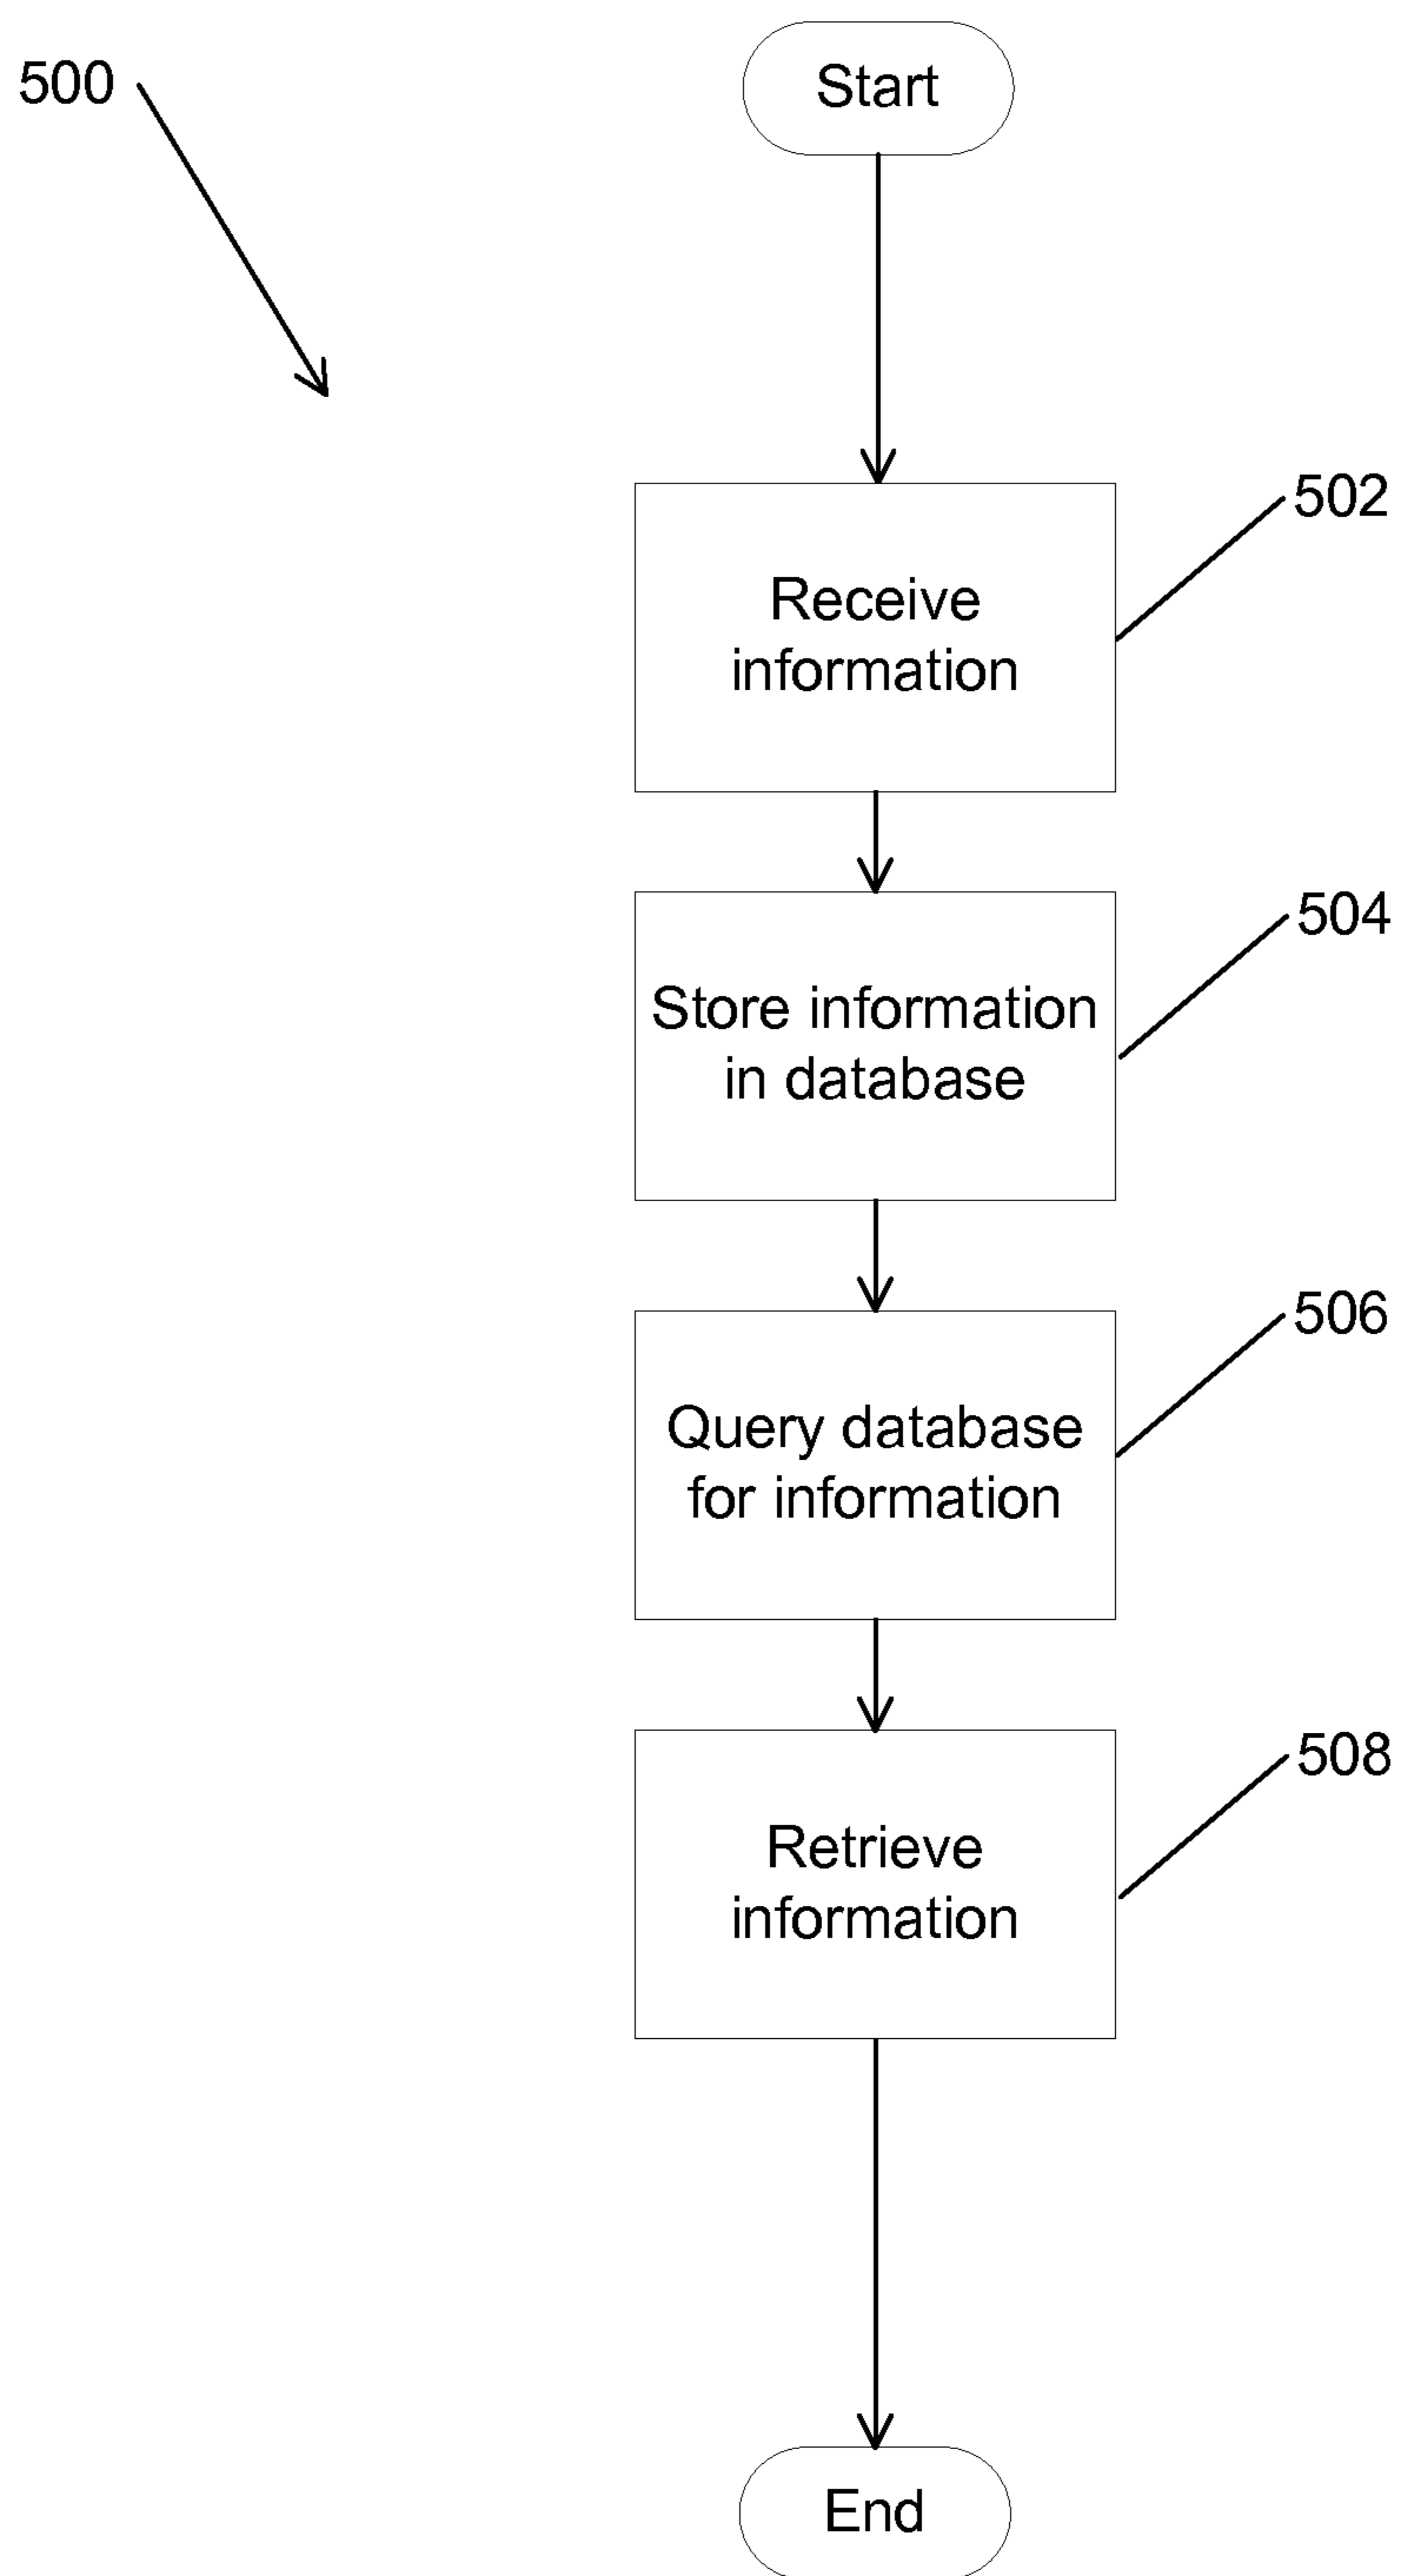 500
Start
502
Receive
information
504
Store information
in database
506
Query database
for information
508
Retrieve
information
End